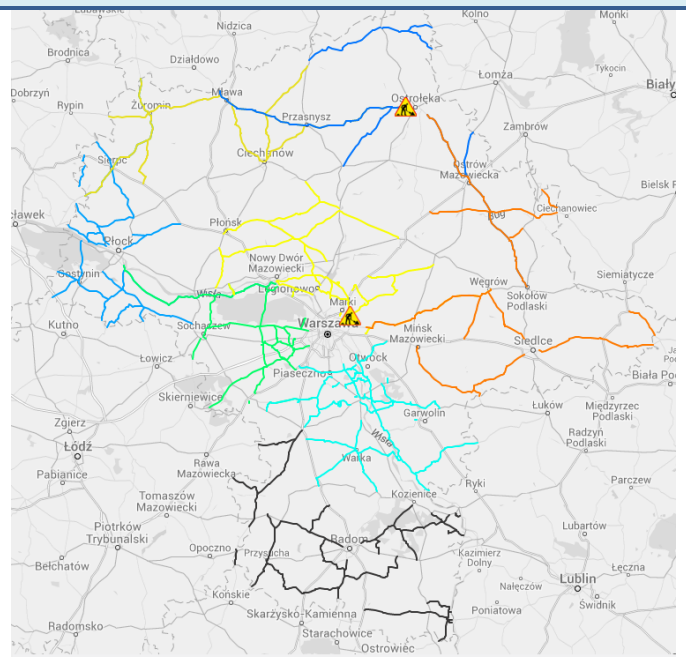 Lubawskie
Nidzica
Kolno
Mońki
Brodnica
Działdowo
Łomża
Tykocin
Dobrzyń
Rypin
Żuromin
Mława
Ostrołęka
Biały
Przasnysz
Zambrów
Sierpc
Ciechanów
Ostrów
Mazowiecka
Bielsk P
cławek
Płońsk
Bug
Ciechanowiec
Płock
Nowy Dwór
Mazowiecki
Siemiatycze
Gostynin
Wisła
Legionowo
Węgrów
Marki
Sokołów
Podlaski
Kutno
Sochaczew
Warszawa
Mińsk
Mazowiecki
Siedlce
Łowicz
Otwock
Piaseczno
Biała Po
Skierniewice
Garwolin
Łuków
Międzyrzec
Podlaski
Zgierz
Wisła
Radzyń
Podlaski
Łódź
Rawa
Mazowiecka
Warka
Pabianice
Ryki
Parczew
Tomaszów
Mazowiecki
Kozienice
Piotrków
Trybunalski
Radom
Lubartów
Opoczno
Przysucha
Kazimierz
Dolny
Bełchatów
Łęczna
Końskie
Nałęczów
Lublin
Świdnik
Radomsko
Skarżysko-Kamienna
Poniatowa
Starachowice
Ostrowiec